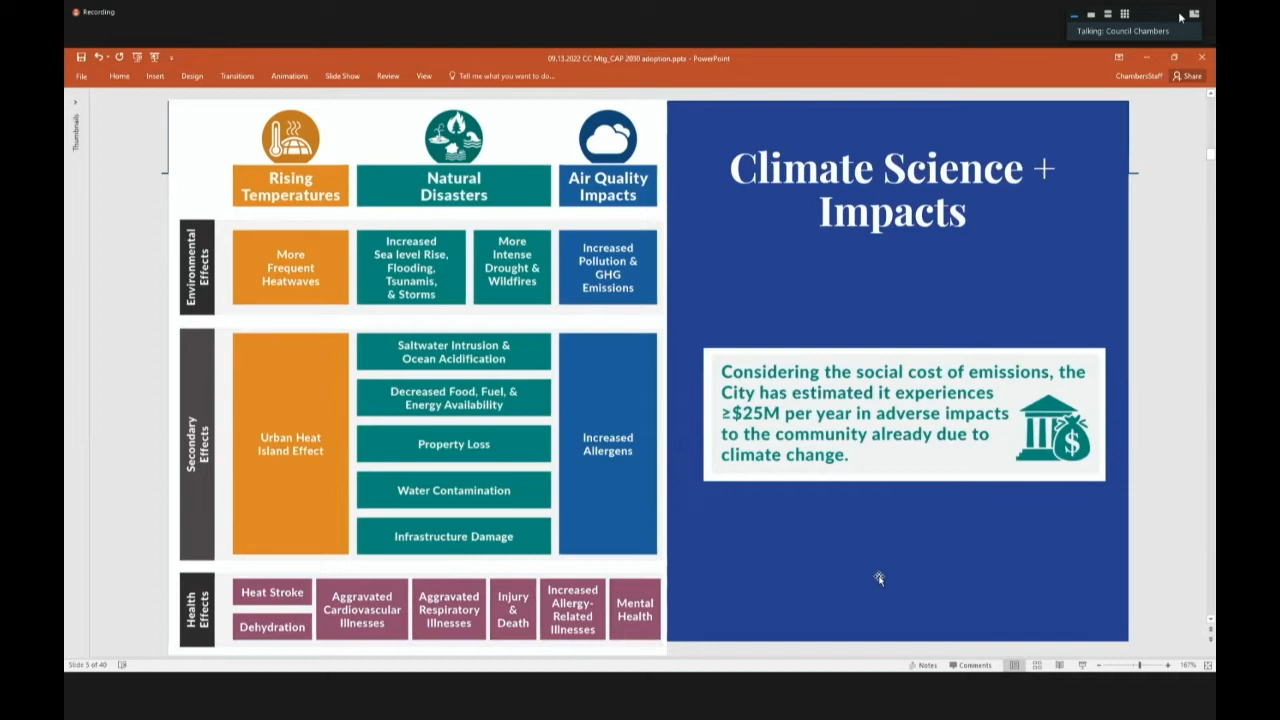 Recording
Talking: Council Chambers
09.13.2022 CC Mtg_CAP 2030 adoption.pptx - PowerPoint
File Home Insert Design Transitions Animations Slide Show Review View Tell me what you want to do...
ChambersStaff Share
Thumbnails
Rising
Temperatures
Natural
Disasters
Air Quality
Impacts
Environmental
Effects
More
Frequent
Heatwaves
Increased
Sea level Rise,
Flooding,
Tsunamis,
& Storms
More
Intense
Drought &
Wildfires
Increased
Pollution &
GHG
Emissions
Secondary
Effects
Urban Heat
Island Effect
Saltwater Intrusion &
Ocean Acidification
Decreased Food, Fuel, &
Energy Availability
Property Loss
Water Contamination
Infrastructure Damage
Increased
Allergens
Health
Effects
Heat Stroke
Dehydration
Aggravated
Cardiovascular
Illnesses
Aggravated
Respiratory
Illnesses
Injury
&
Death
Increased
Allergy-
Related
Illnesses
Mental
Health
Climate Science +
Impacts
Considering the social cost of emissions, the
City has estimated it experiences
≥$25M per year in adverse impacts
to the community already due to
climate change.
$
Slide 5 of 40
Notes
Comments
167%